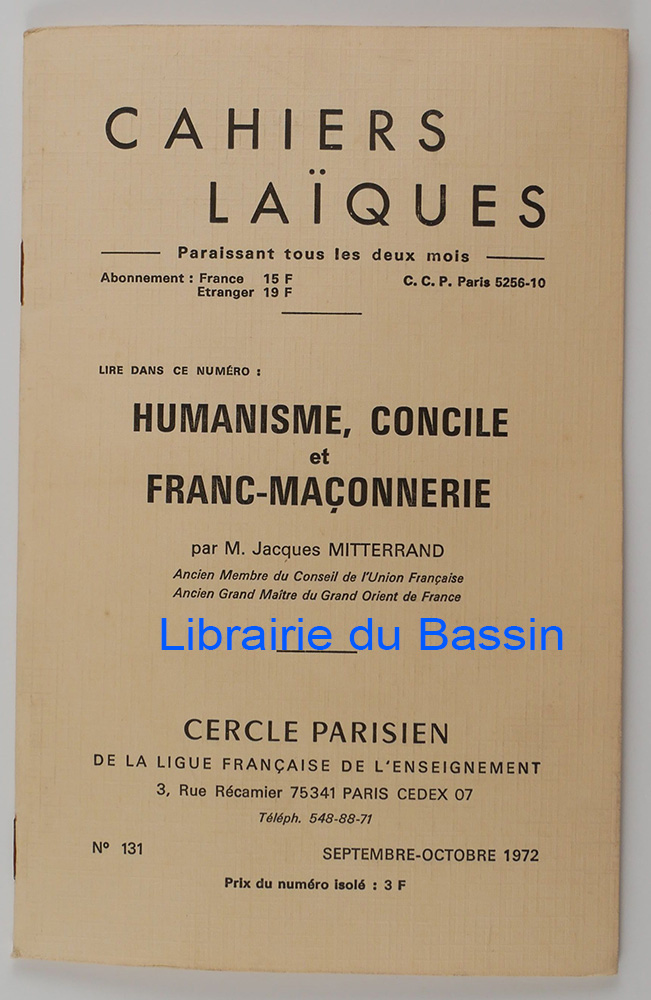 CAHIERS
LAÏQUES
Paraissant tous les deux mois
Abonnement : France 15 F
Etranger 19 F
C. C. P. Paris 5256-10
LIRE DANS CE NUMÉRO :
HUMANISME, CONCILE
et
FRANC-MAÇONNERIE
par M. Jacques MITTERRAND
Ancien Membre du Conseil de l'Union Française
Ancien Grand Maître du Grand Orient de France
Librairie du Bassin
CERCLE PARISIEN
DE LA LIGUE FRANÇAISE DE L'ENSEIGNEMENT
3, Rue Récamier 75341 PARIS CEDEX 07
Téléph. 548-88-71
Nº 131
SEPTEMBRE-OCTOBRE 1972
Prix du numéro isolé : 3 F